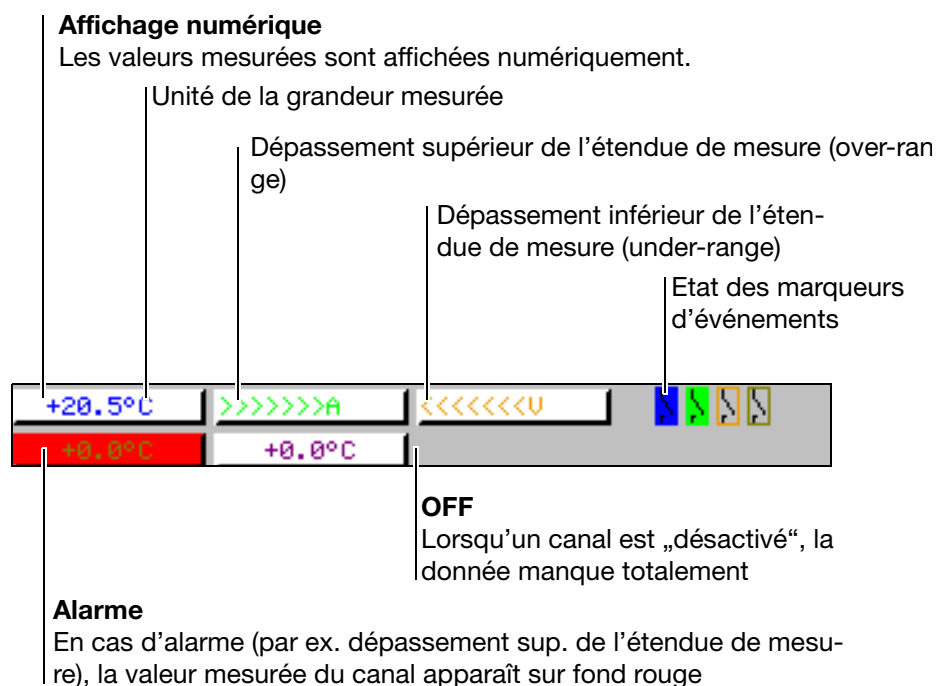 Affichage numérique
Les valeurs mesurées sont affichées numériquement.
Unité de la grandeur mesurée
Dépassement supérieur de l’étendue de mesure (over-ran
ge)
Dépassement inférieur de l’éten-
due de mesure (under-range)
Etat des marqueurs
d’événements
+20.5°C
>>>>>>>A
<<<<<<<V
+0.0°C
+0.0°C
OFF
Lorsqu’un canal est „désactivé“, la
donnée manque totalement
Alarme
En cas d’alarme (par ex. dépassement sup. de l’étendue de mesu-
re), la valeur mesurée du canal apparaît sur fond rouge